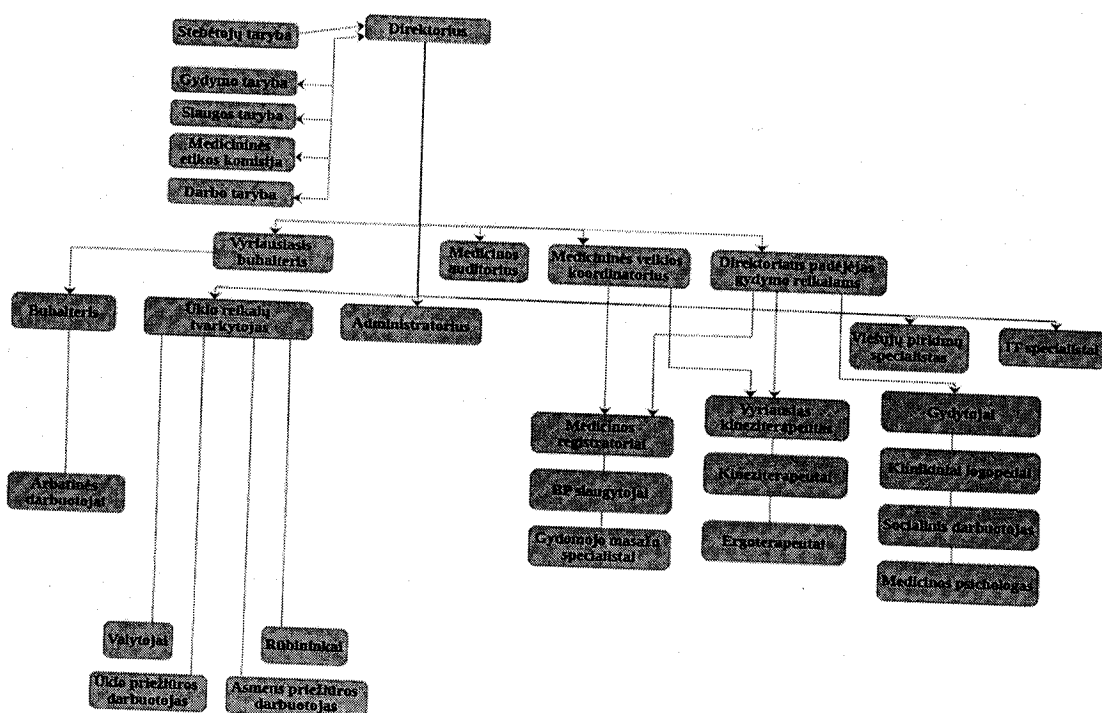 Stebėtojų taryba
Direktorius
Gydymo taryba
Slaugos taryba
Medicininės
etikos komisija
Darbo taryba
Vyriausiasis
buhalteris
Medicinos
auditorius
Medicininės veiklos
koordinatorius
Direktoriaus padėjėjas
gydymo reikalams
Buhalteris
Ūkio reikalų
tvarkytojas
Administratorius
Viešųjų pirkimų
specialistas
IT specialistai
Medicinos
registratoriai
Vyriausias
kineziterapeutas
Gydytojai
BP slaugytojai
Kineziterapeutai
Klinikiniai logopedai
Gydomojo masažo
specialistai
Ergoterapeutai
Socialinis darbuotojas
Medicinos psichologas
Arbatinės
darbuotojai
Valytojai
Rūbininkai
Ūkio priežiūros
darbuotojas
Asmens priežiūros
darbuotojas